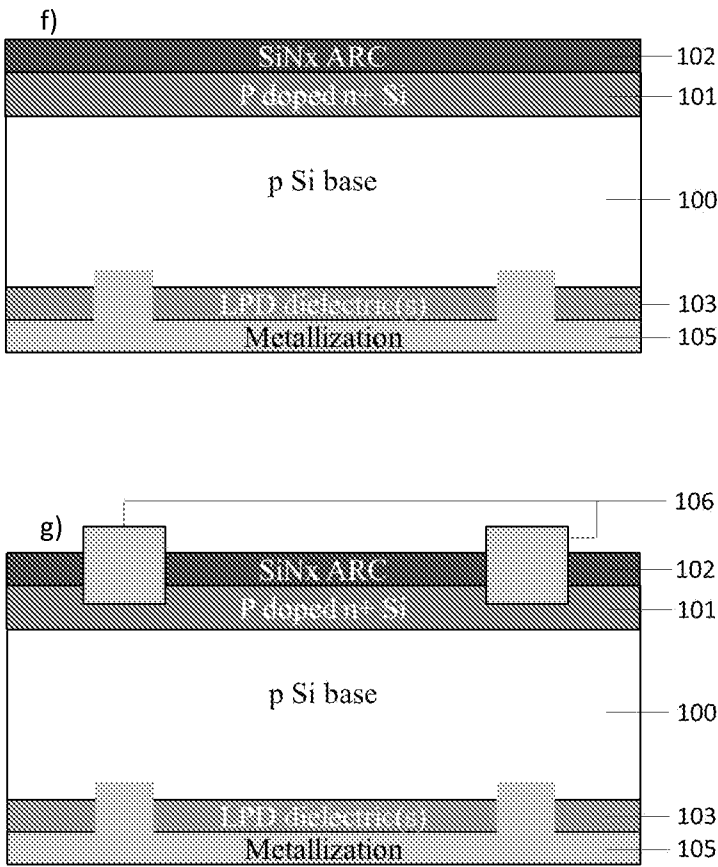 f)
SiNx ARC 102
P doped n+ Si 101
p Si base 100
LPD dielectric(s) 103
Metallization 105
106
g)
SiNx ARC 102
P doped n+ Si 101
p Si base 100
LPD dielectric(s) 103
Metallization 105